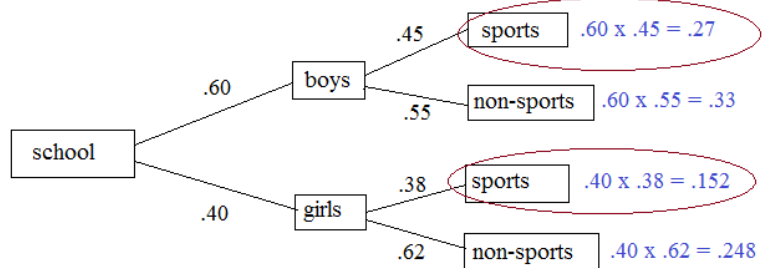 .45
sports .60 x .45 = .27
boys
.60
.55
non-sports .60 x .55 = .33
school
.38
sports .40 x .38 = .152
girls
.40
.62
non-sports .40 x .62 = .248